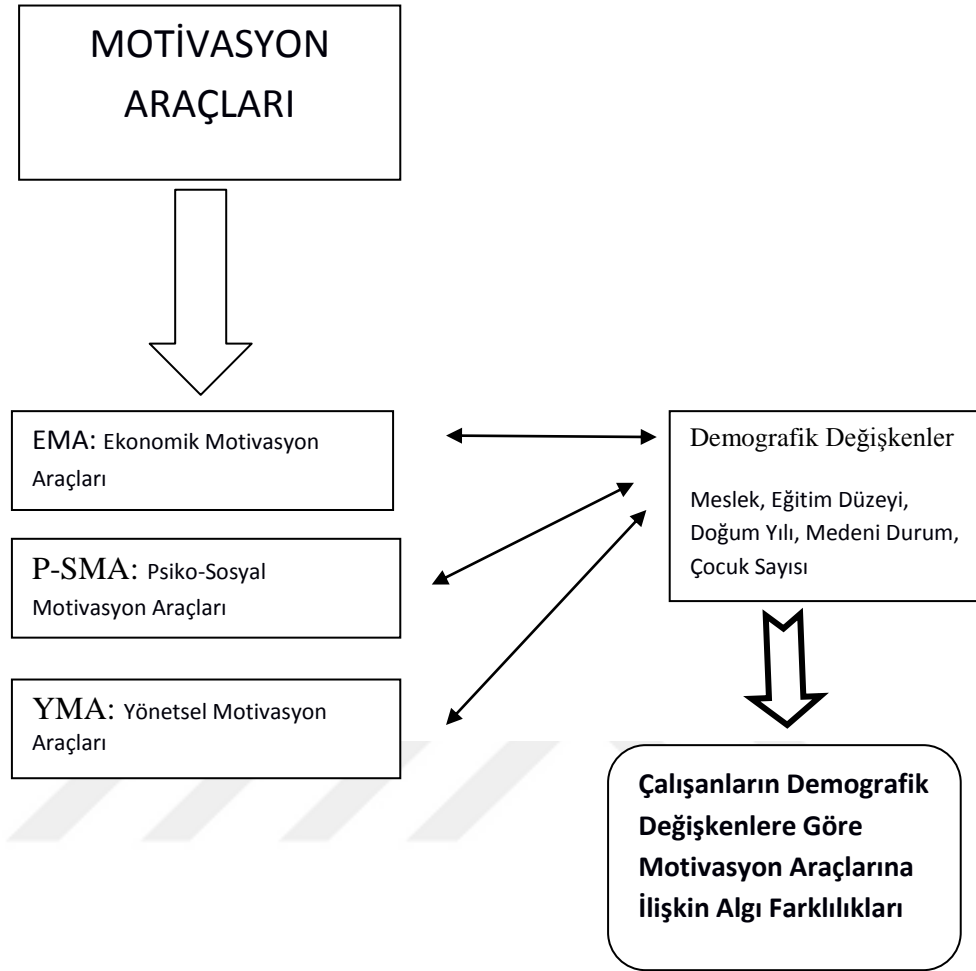 MOTİVASYON
ARAÇLARI
EMA: Ekonomik Motivasyon
Araçları
P-SMA: Psiko-Sosyal
Motivasyon Araçları
YMA: Yönetsel Motivasyon
Araçları
Demografik Değişkenler
Meslek, Eğitim Düzeyi,
Doğum Yılı, Medeni Durum,
Çocuk Sayısı
Çalışanların Demografik
Değişkenlere Göre
Motivasyon Araçlarına
İlişkin Algı Farklılıkları